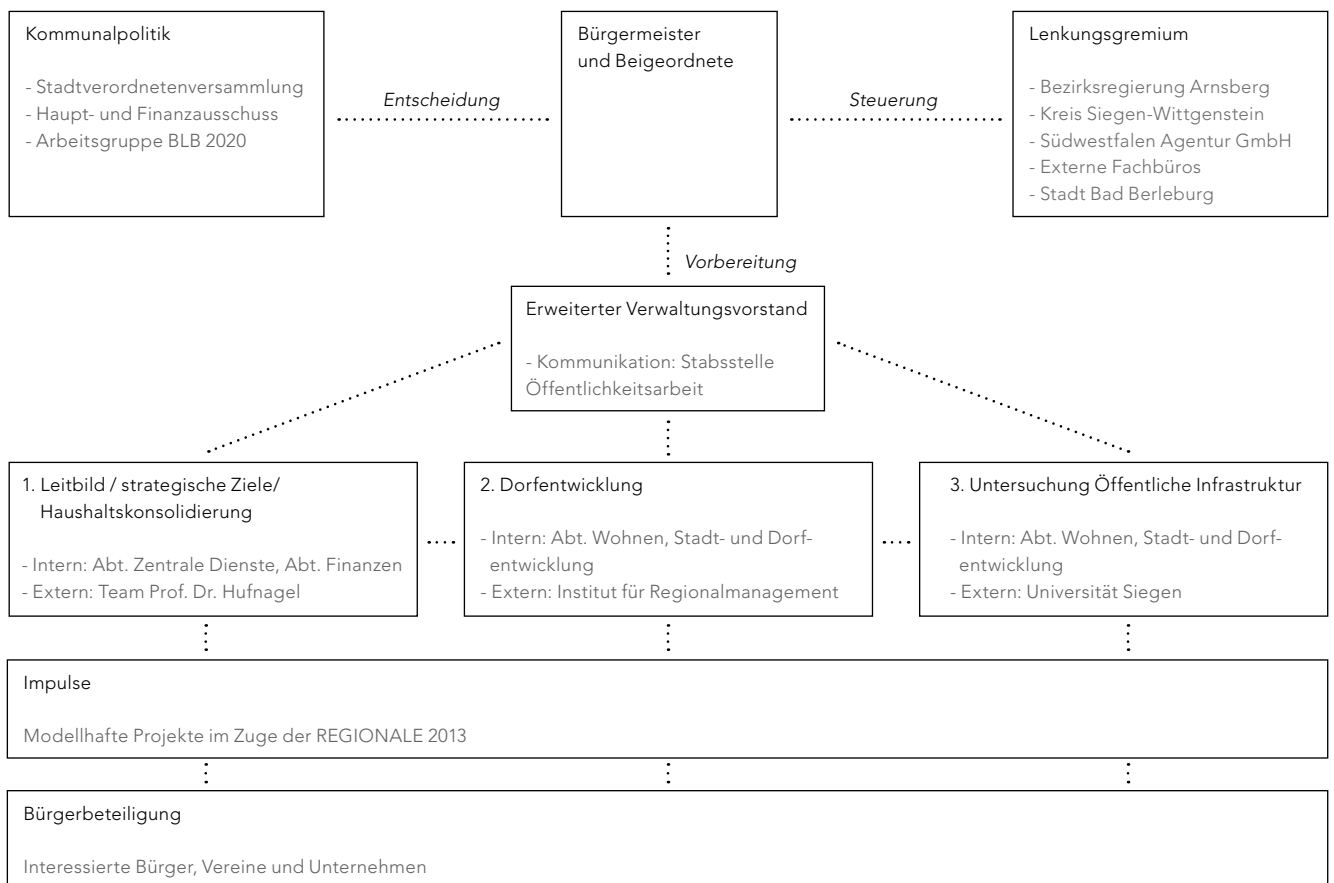 Kommunalpolitik
- Stadtverordnetenversammlung
- Haupt- und Finanzausschuss
- Arbeitsgruppe BLB 2020
Entscheidung
Bürgermeister
und Beigeordnete
Steuerung
Lenkungsgremium
- Bezirksregierung Arnsberg
- Kreis Siegen-Wittgenstein
- Südwestfalen Agentur GmbH
- Externe Fachbüros
- Stadt Bad Berleburg
Vorbereitung
Erweiterter Verwaltungsvorstand
- Kommunikation: Stabsstelle
Öffentlichkeitsarbeit
1. Leitbild / strategische Ziele/
Haushaltskonsolidierung
- Intern: Abt. Zentrale Dienste, Abt. Finanzen
- Extern: Team Prof. Dr. Hufnagel
2. Dorfentwicklung
- Intern: Abt. Wohnen, Stadt- und Dorf-
entwicklung
- Extern: Institut für Regionalmanagement
3. Untersuchung Öffentliche Infrastruktur
- Intern: Abt. Wohnen, Stadt- und Dorf-
entwicklung
- Extern: Universität Siegen
Impulse
Modellhafte Projekte im Zuge der REGIONALE 2013
Bürgerbeteiligung
Interessierte Bürger, Vereine und Unternehmen